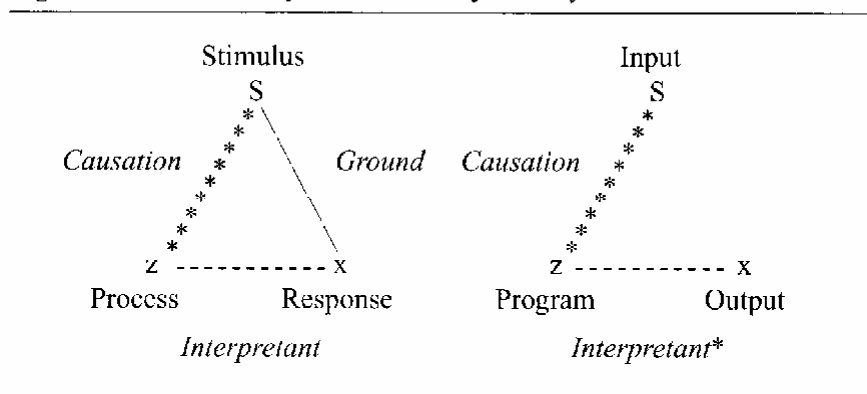 Stimulus Input
S S
Causation Ground Causation
z x z x
Process Response Program Output
Interpretant Interpretant*